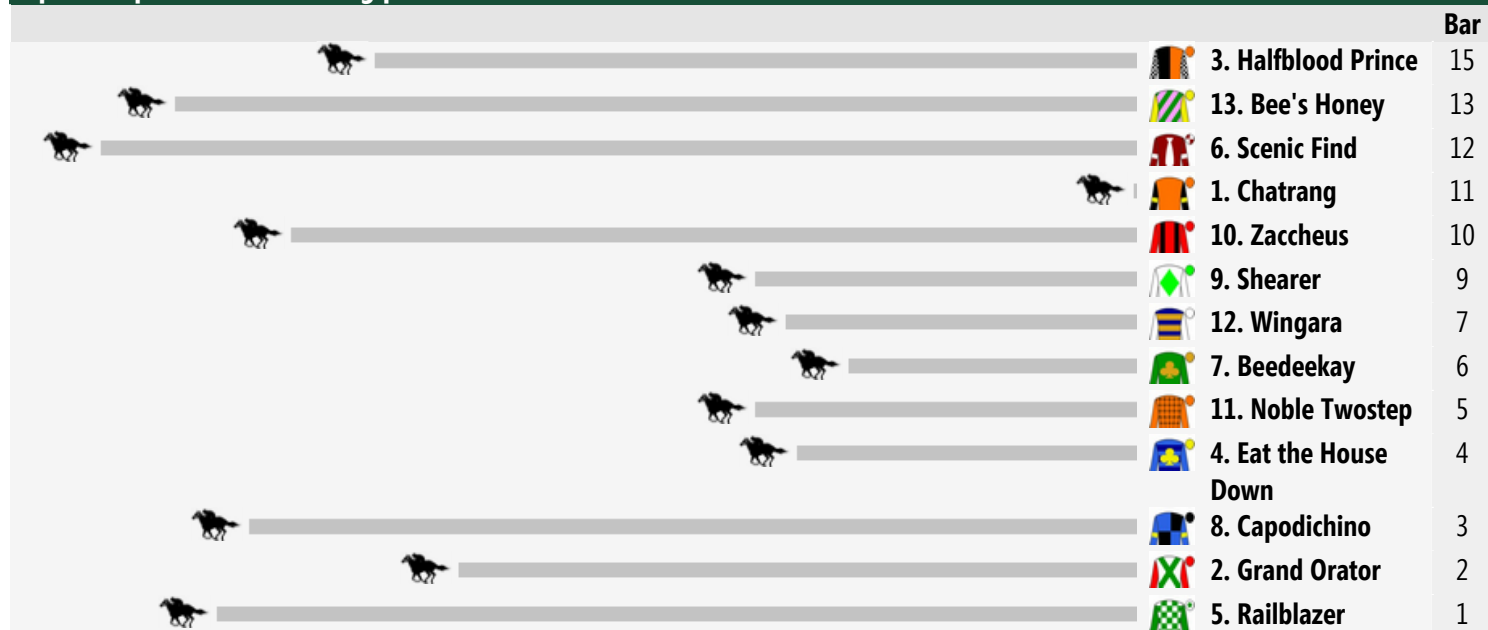 Bar
3. Halfblood Prince 15
13. Bee's Honey 13
6. Scenic Find 12
1. Chatrang 11
10. Zaccheus 10
9. Shearer 9
12. Wingara 7
7. Beedeekay 6
11. Noble Twostep 5
4. Eat the House 4
Down
8. Capodichino 3
2. Grand Orator 2
5. Railblazer 1